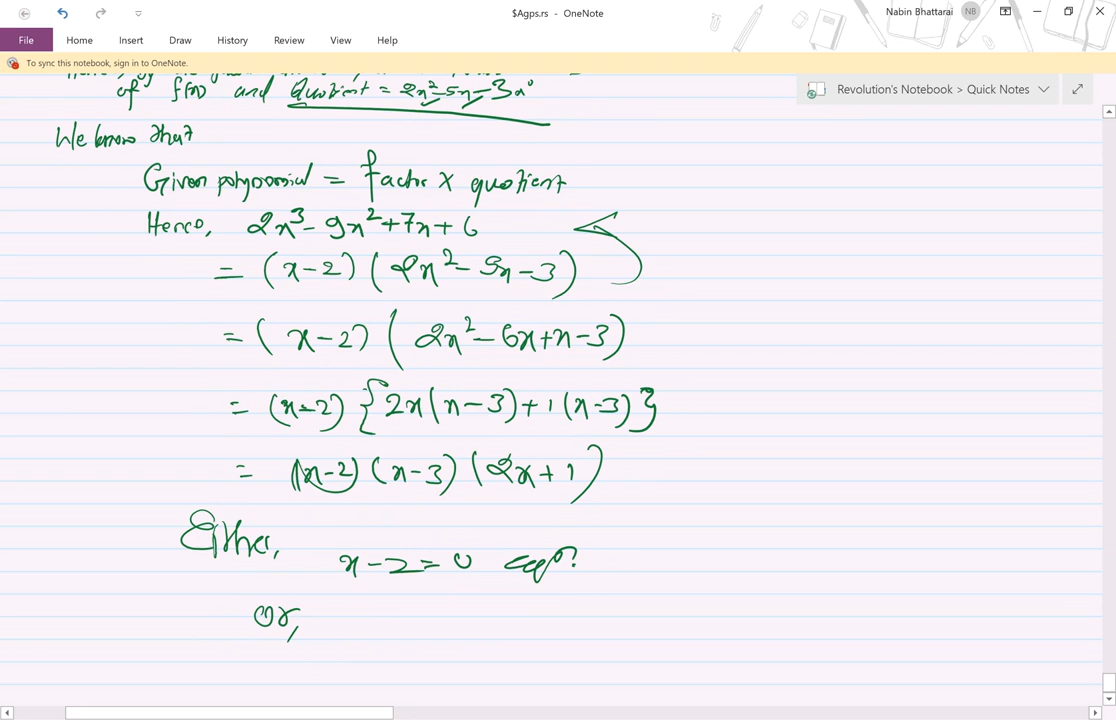 $Agps.rs - OneNote
Nabin Bhattarai NB
File Home Insert Draw History Review View Help
To sync this notebook, sign in to OneNote.
Revolution's Notebook > Quick Notes
of f(x) and Quotient = 2x²-5x-3x⁰
We know that
Given polynomial = factor X quotient
Hence, 2x³-9x²+7x+6
= (x-2) (2x²-5x-3)
= (x-2) (2x²-6x+x-3)
= (x-2) {2x(x-3)+1(x-3)}
= (x-2) (x-3) (2x+1)
Either,
x-2=0
or,